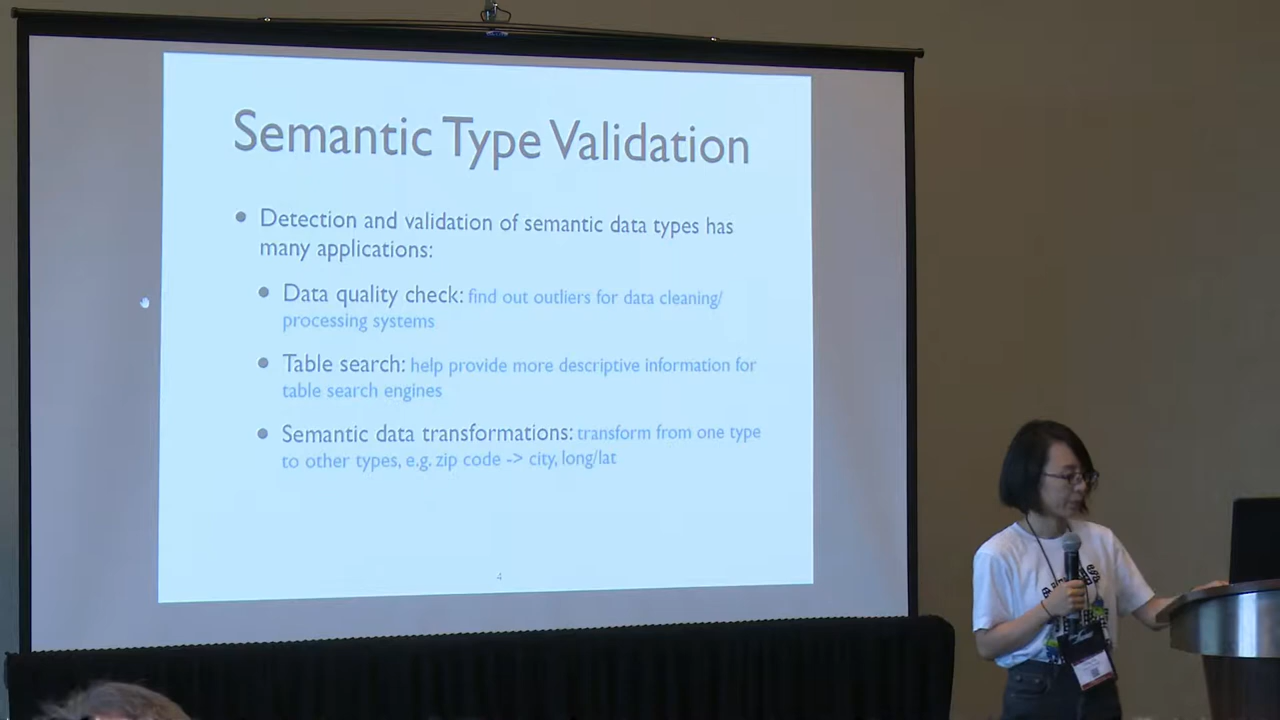 Semantic Type Validation
• Detection and validation of semantic data types has
many applications:
• Data quality check: find out outliers for data cleaning/
processing systems
• Table search: help provide more descriptive information for
table search engines
• Semantic data transformations: transform from one type
to other types, e.g. zip code -> city, long/lat
4